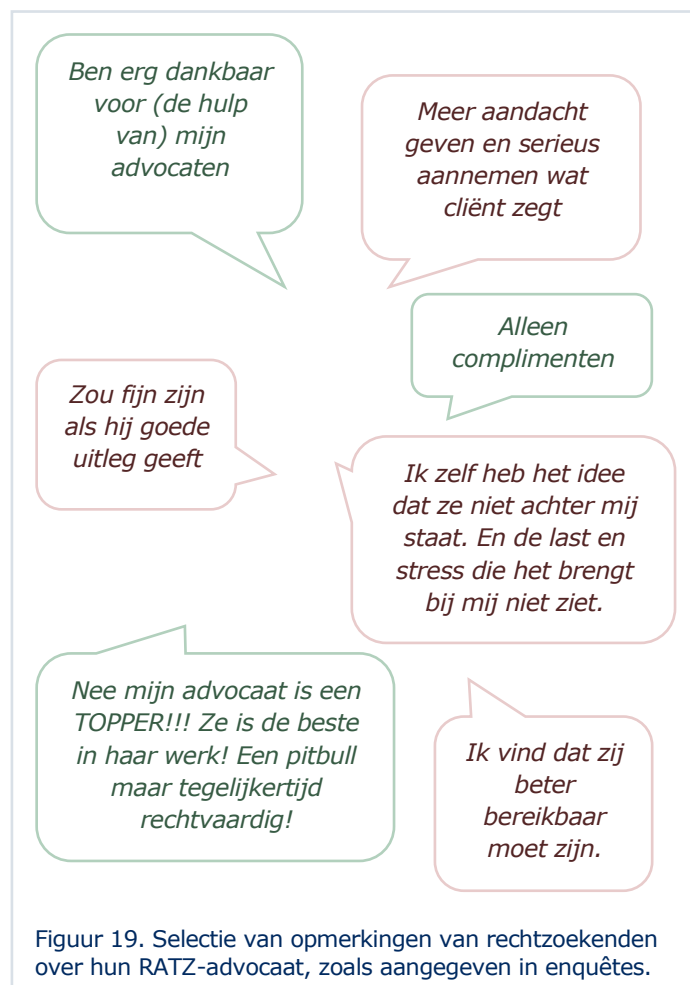 Ben erg dankbaar
voor (de hulp
van) mijn
advocaten
Meer aandacht
geven en serieus
aannemen wat
cliënt zegt
Alleen
complimenten
Zou fijn zijn
als hij goede
uitleg geeft
Ik zelf heb het idee
dat ze niet achter mij
staat. En de last en
stress die het brengt
bij mij niet ziet.
Nee mijn advocaat is een
TOPPER!!! Ze is de beste
in haar werk! Een pitbull
maar tegelijkertijd
rechtvaardig!
Ik vind dat zij
beter
bereikbaar
moet zijn.
Figuur 19. Selectie van opmerkingen van rechtzoekenden
over hun RATZ-advocaat, zoals aangegeven in enquêtes.